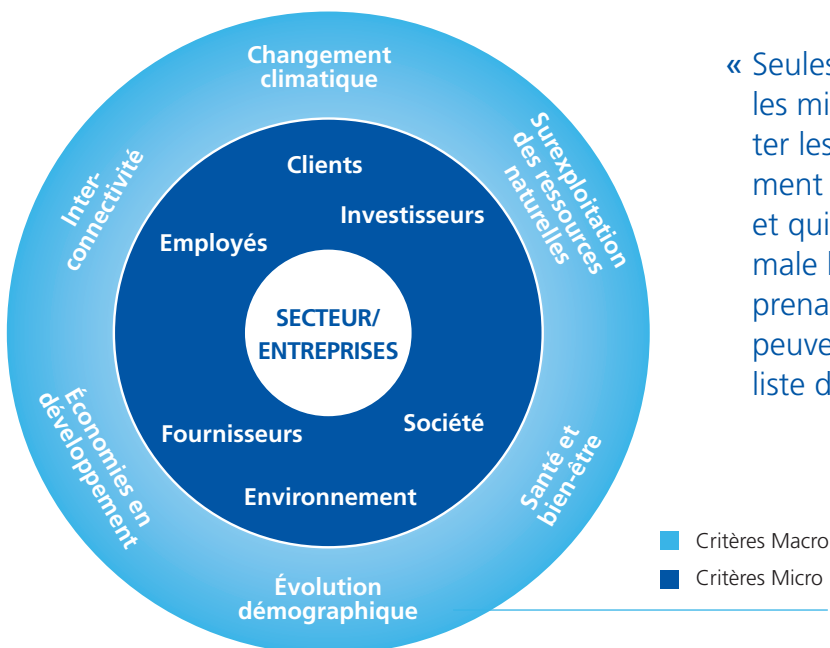 Changement
climatique
Surexploitation
des ressources
naturelles
Santé et
bien-être
Évolution
démographique
Économies en
développement
Inter-
connectivité
Clients
Investisseurs
Employés
SECTEUR/
ENTREPRISES
Fournisseurs
Société
Environnement
« Seules
les mi
ter les
ment
et qui
male
prena
peuve
liste d
Critères Macro
Critères Micro